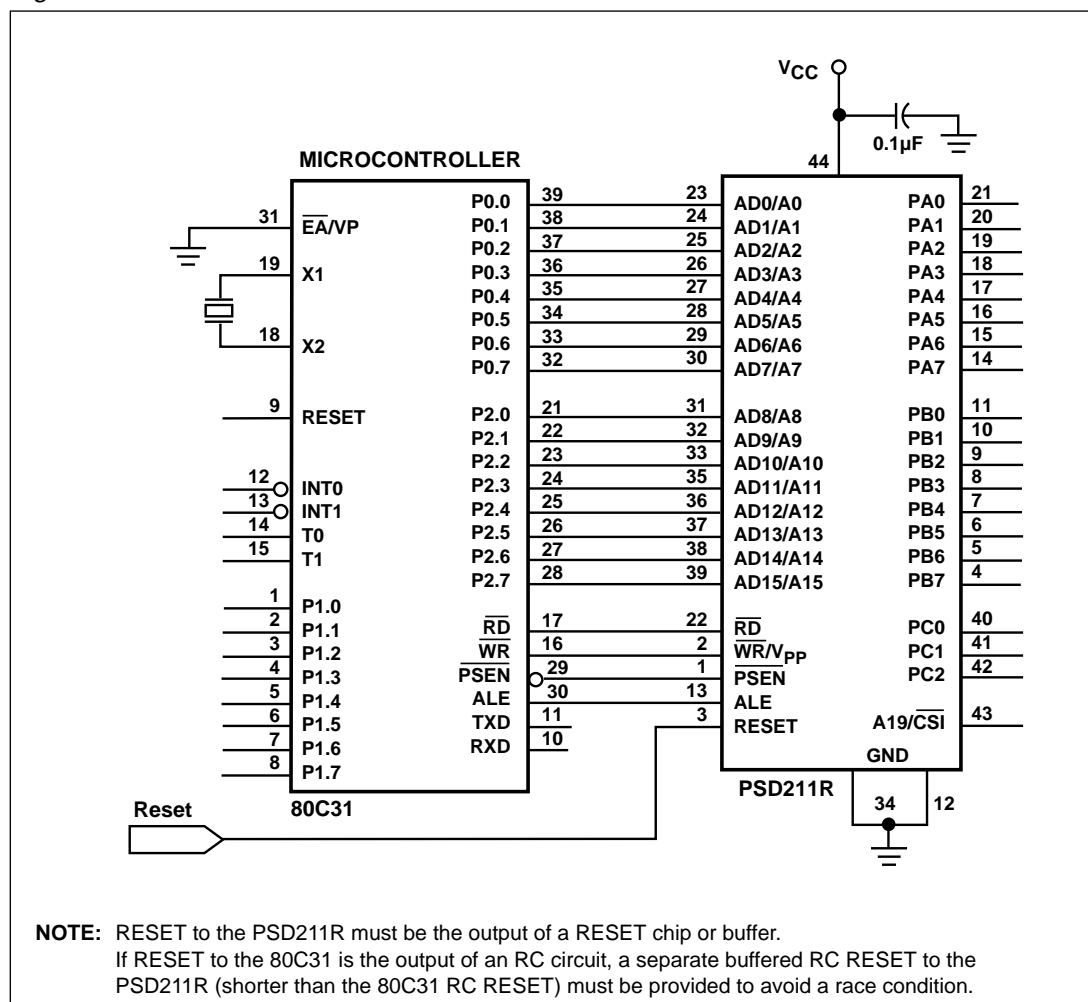 V_CC
0.1µF
44
MICROCONTROLLER
31 EA/VP
19 X1
18 X2
9 RESET
12 INT0
13 INT1
14 T0
15 T1
1 P1.0
2 P1.1
3 P1.2
4 P1.3
5 P1.4
6 P1.5
7 P1.6
8 P1.7
P0.0 39 23 AD0/A0
P0.1 38 24 AD1/A1
P0.2 37 25 AD2/A2
P0.3 36 26 AD3/A3
P0.4 35 27 AD4/A4
P0.5 34 28 AD5/A5
P0.6 33 29 AD6/A6
P0.7 32 30 AD7/A7
P2.0 21 31 AD8/A8
P2.1 22 32 AD9/A9
P2.2 23 33 AD10/A10
P2.3 24 35 AD11/A11
P2.4 25 36 AD12/A12
P2.5 26 37 AD13/A13
P2.6 27 38 AD14/A14
P2.7 28 39 AD15/A15
RD 17 22 RD
WR 16 2 WR/V_PP
PSEN 29 1 PSEN
ALE 30 13 ALE
TXD 11 3 RESET
RXD 10
PA0 21
PA1 20
PA2 19
PA3 18
PA4 17
PA5 16
PA6 15
PA7 14
PB0 11
PB1 10
PB2 9
PB3 8
PB4 7
PB5 6
PB6 5
PB7 4
PC0 40
PC1 41
PC2 42
A19/CSI 43
GND
PSD211R
34 12
80C31
Reset
NOTE: RESET to the PSD211R must be the output of a RESET chip or buffer.
If RESET to the 80C31 is the output of an RC circuit, a separate buffered RC RESET to the
PSD211R (shorter than the 80C31 RC RESET) must be provided to avoid a race condition.